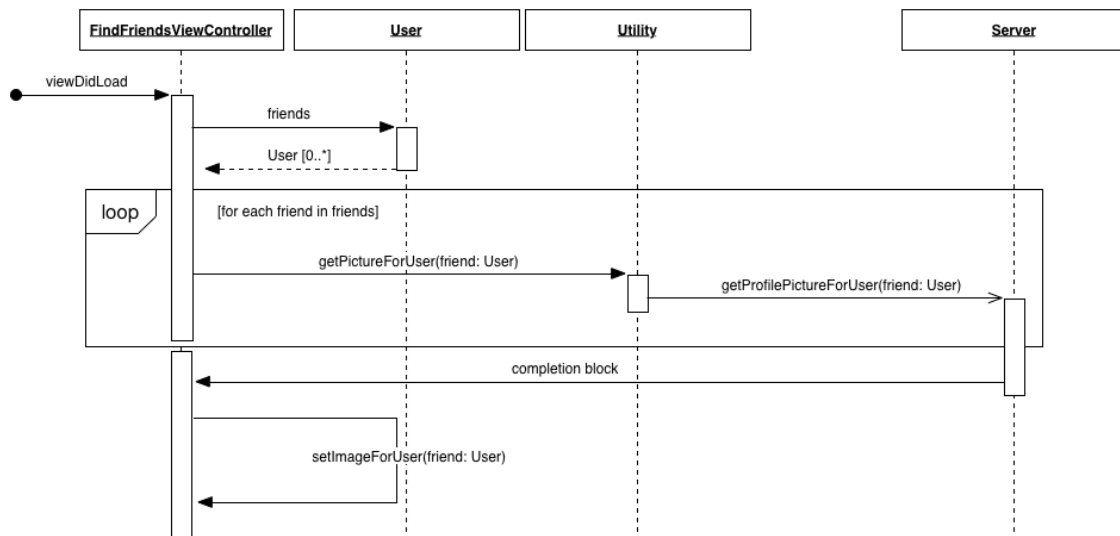 FindFriendsViewController
User
Utility
Server
viewDidLoad
friends
User [0..*]
loop
[for each friend in friends]
getPictureForUser(friend: User)
getProfilePictureForUser(friend: User)
completion block
setImageForUser(friend: User)